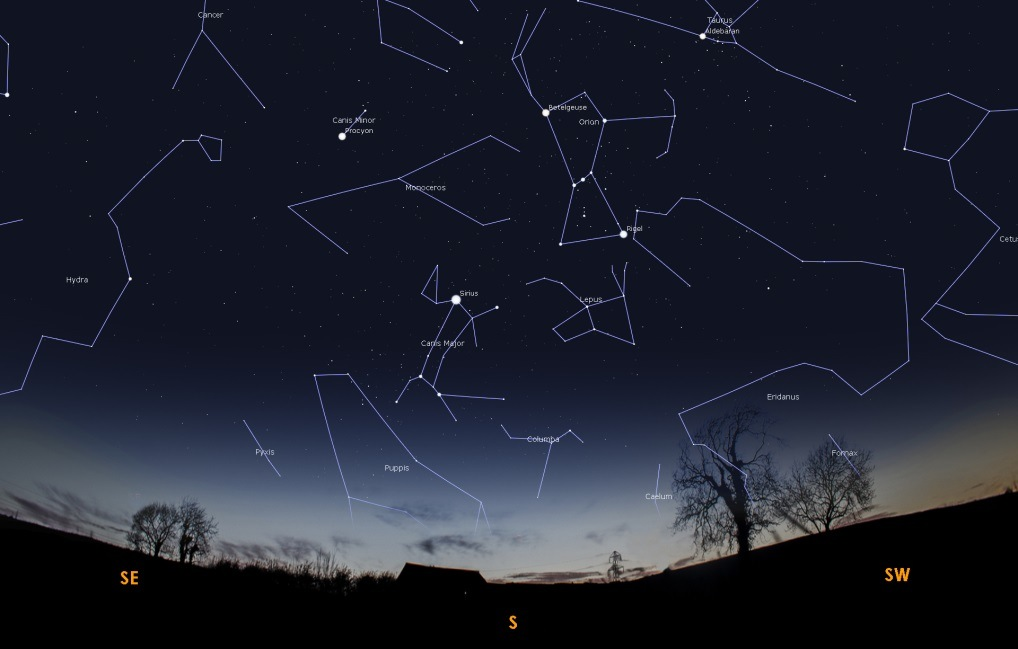 Cancer
Taurus
Aldebaran
Betelgeuse
Canis Minor
Orion
Procyon
Monoceros
Rigel
Cetus
Hydra
Sirius
Lepus
Canis Major
Eridanus
Columba
Pyxis
Fornax
Puppis
Caelum
SE
SW
S